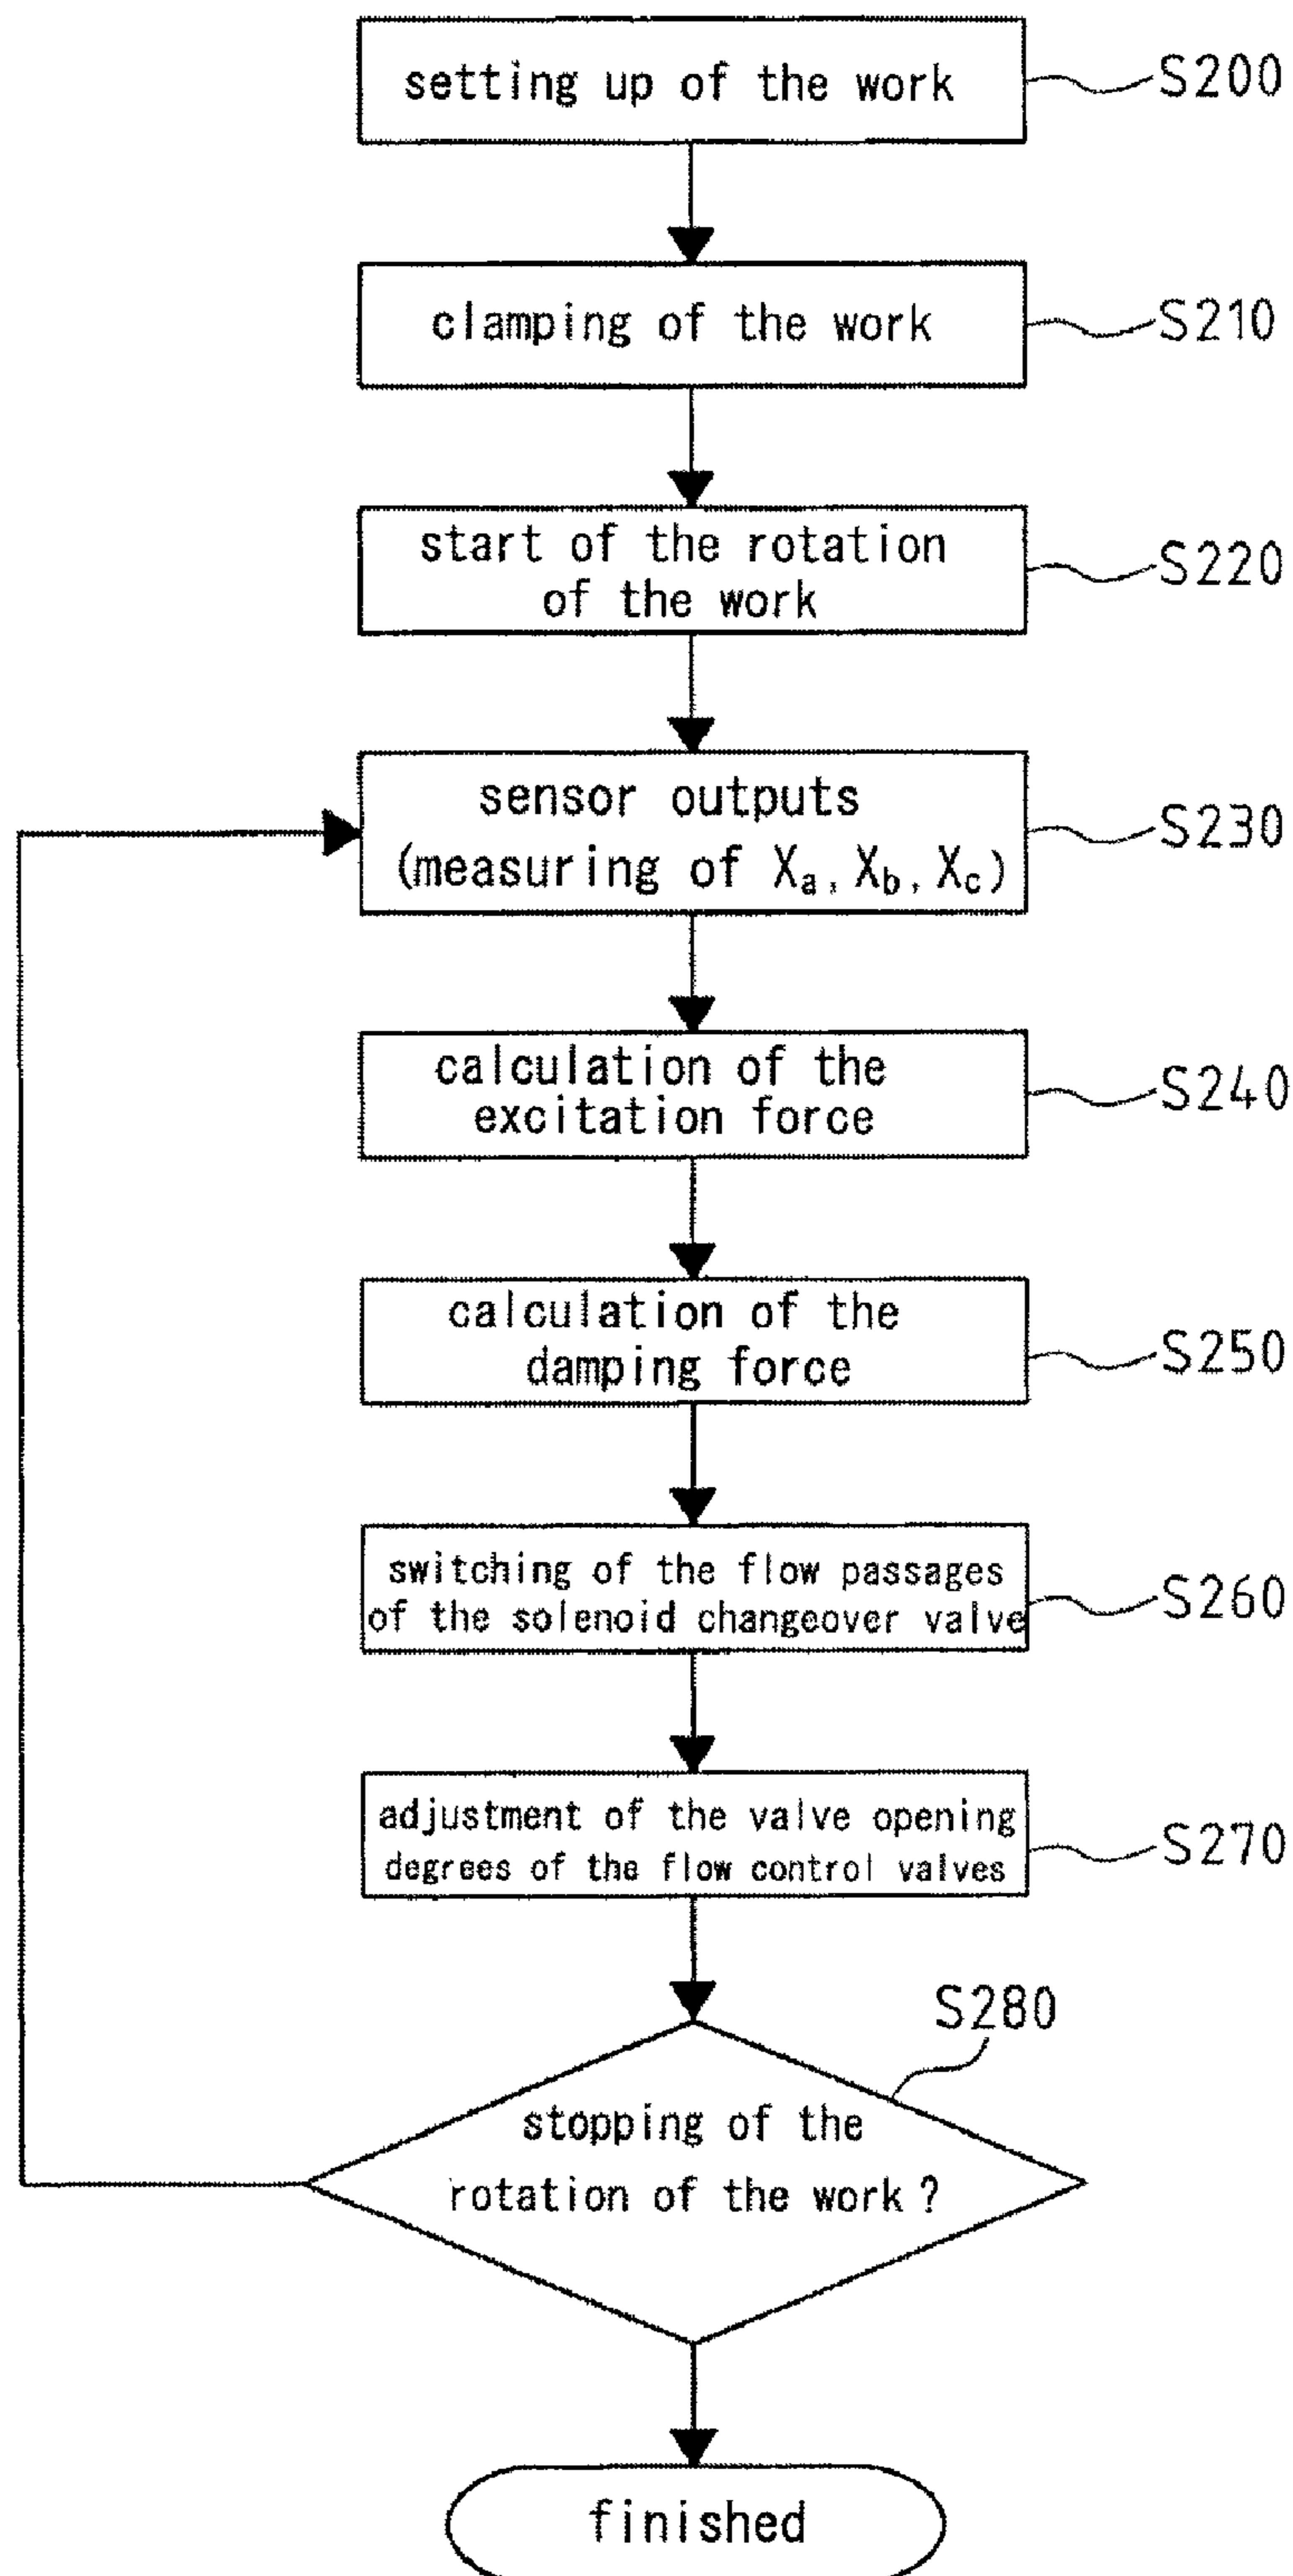 setting up of the work
S200
clamping of the work
S210
start of the rotation
of the work
S220
sensor outputs
(measuring of Xa, Xb, Xc)
S230
calculation of the
excitation force
S240
calculation of the
damping force
S250
switching of the flow passages
of the solenoid changeover valve
S260
adjustment of the valve opening
degrees of the flow control valves
S270
S280
stopping of the
rotation of the work?
finished